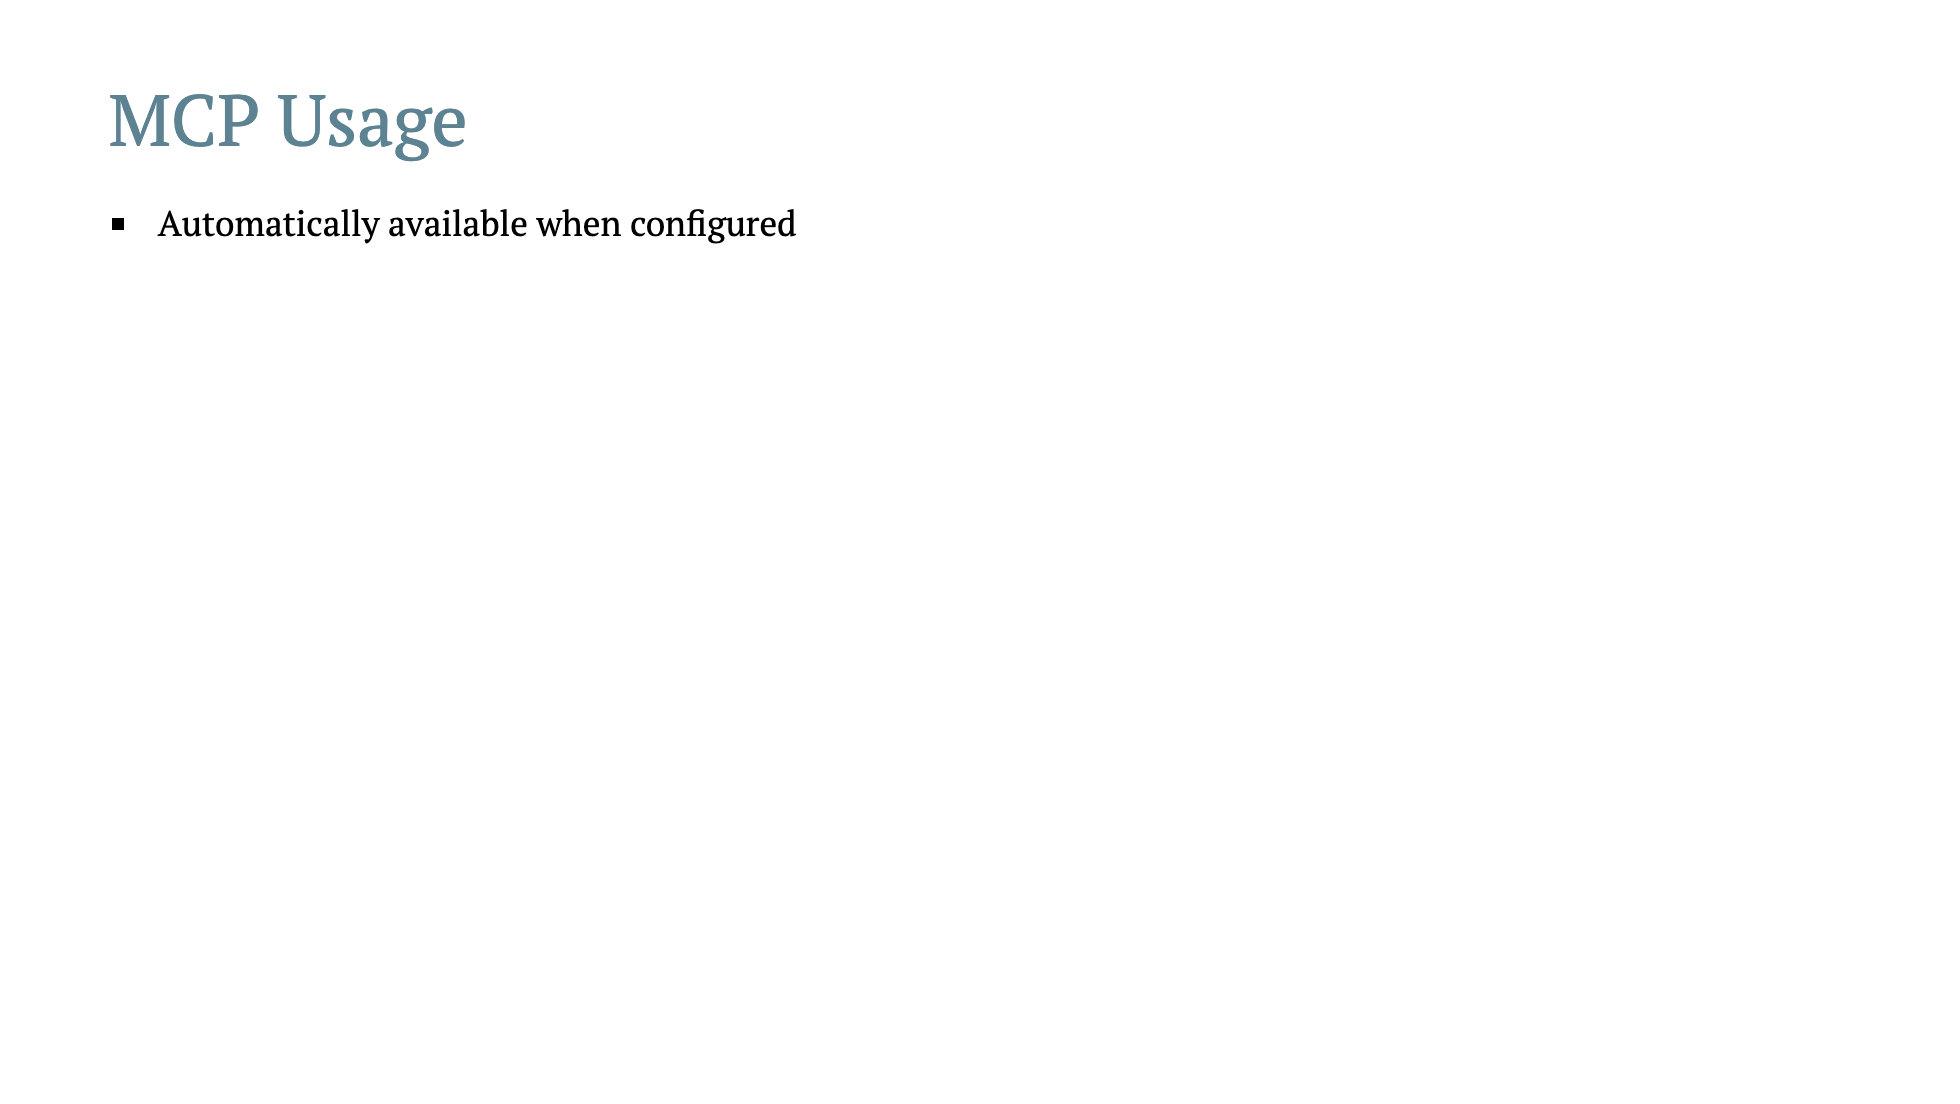 MCP Usage
▪ Automatically available when configured